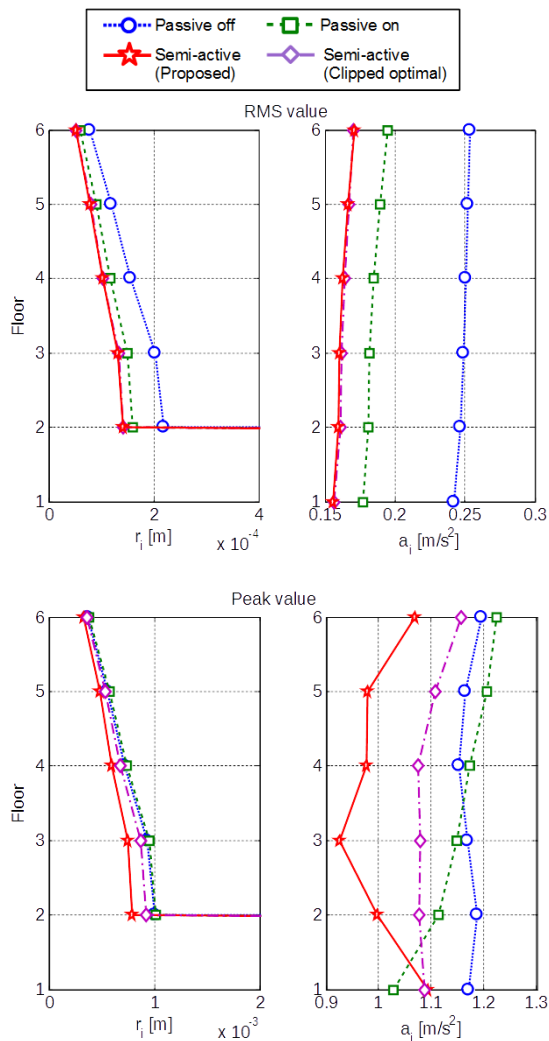 Passive off
Passive on
Semi-active
(Proposed)
Semi-active
(Clipped optimal)
RMS value
6
5
4
3
2
1
Floor
0
2
4
r_i [m]
x 10^-4
0.15
0.2
0.25
0.3
a_i [m/s^2]
Peak value
6
5
4
3
2
1
Floor
0
1
2
r_i [m]
x 10^-3
0.9
1
1.1
1.2
1.3
a_i [m/s^2]